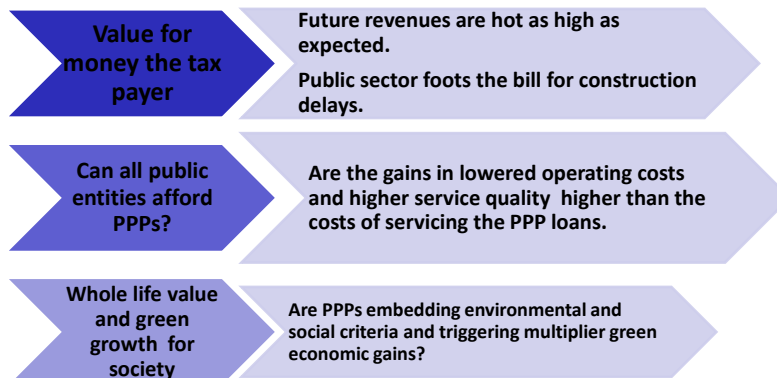 Value for
money the tax
payer
Future revenues are hot as high as
expected.
Public sector foots the bill for construction
delays.
Can all public
entities afford
PPPs?
Are the gains in lowered operating costs
and higher service quality higher than the
costs of servicing the PPP loans.
Whole life value
and green
growth for
society
Are PPPs embedding environmental and
social criteria and triggering multiplier green
economic gains?